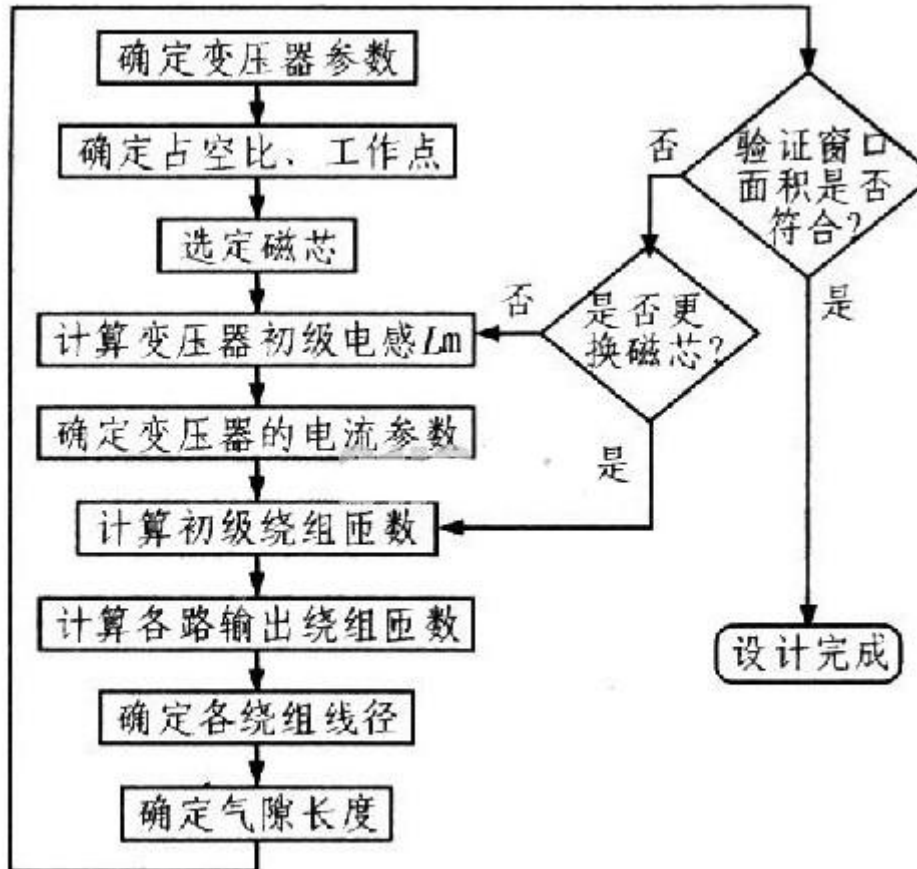 确定变压器参数
确定占空比、工作点
选定磁芯
计算变压器初级电感Lm
确定变压器的电流参数
计算初级绕组匝数
计算各路输出绕组匝数
确定各绕组线径
确定气隙长度
否
验证窗口
面积是否
符合?
否
是否更
换磁芯?
是
是
设计完成